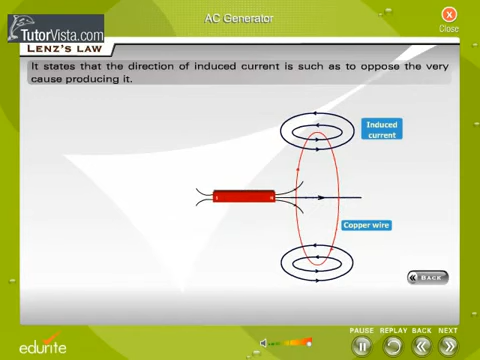 AC Generator
Close
TutorVista.com
LENZ'S LAW
It states that the direction of induced current is such as to oppose the very
cause producing it.
Induced
current
Copper wire
BACK
PAUSE REPLAY BACK NEXT
edurite